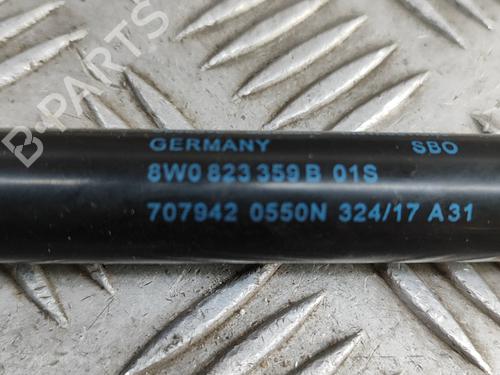 B-PARTS
GERMANY SBO
8W0 823 359 B 01S
707942 0550N 324/17 A31